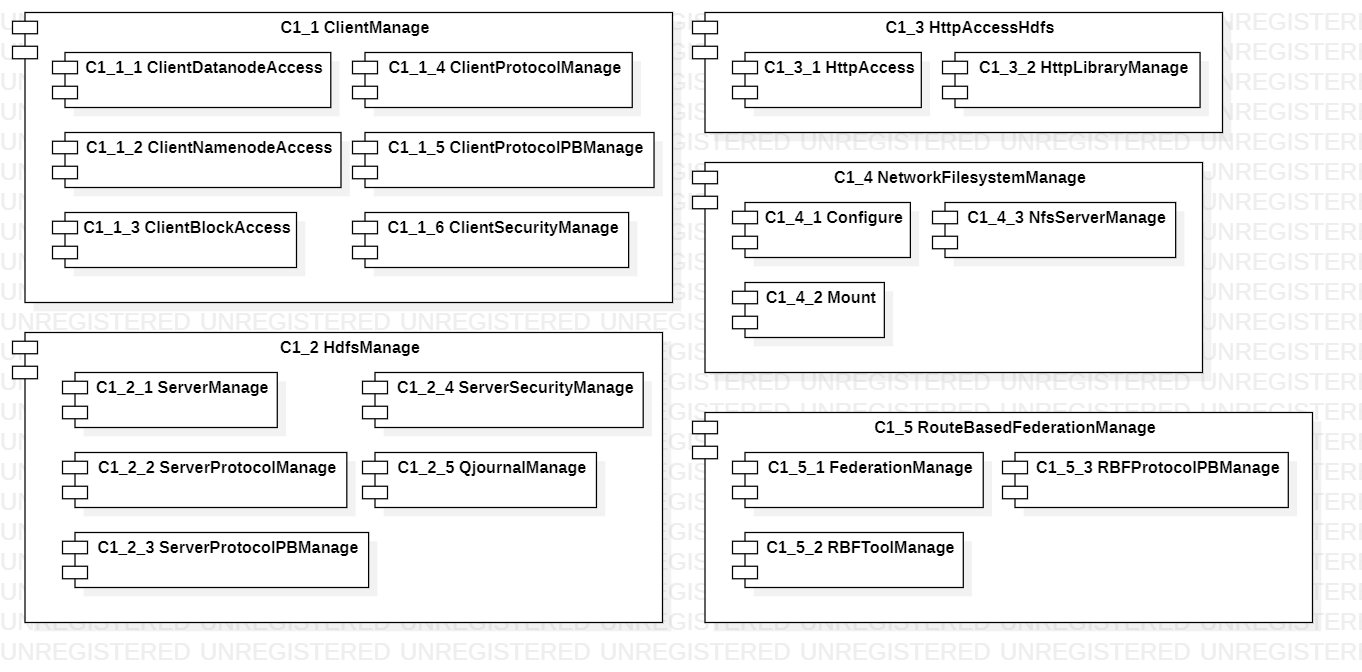 C1_1 ClientManage
C1_1_1 ClientDatanodeAccess
C1_1_4 ClientProtocolManage
C1_1_2 ClientNamenodeAccess
C1_1_5 ClientProtocolPBManage
C1_1_3 ClientBlockAccess
C1_1_6 ClientSecurityManage
C1_2 HdfsManage
C1_2_1 ServerManage
C1_2_4 ServerSecurityManage
C1_2_2 ServerProtocolManage
C1_2_5 QjournalManage
C1_2_3 ServerProtocolPBManage
C1_3 HttpAccessHdfs
C1_3_1 HttpAccess
C1_3_2 HttpLibraryManage
C1_4 NetworkFilesystemManage
C1_4_1 Configure
C1_4_3 NfsServerManage
C1_4_2 Mount
C1_5 RouteBasedFederationManage
C1_5_1 FederationManage
C1_5_3 RBFProtocolPBManage
C1_5_2 RBFToolManage
UNREGISTERED UNREGISTERED UNREGISTERED UNREGISTERED UNREGISTERED UNREGISTERED